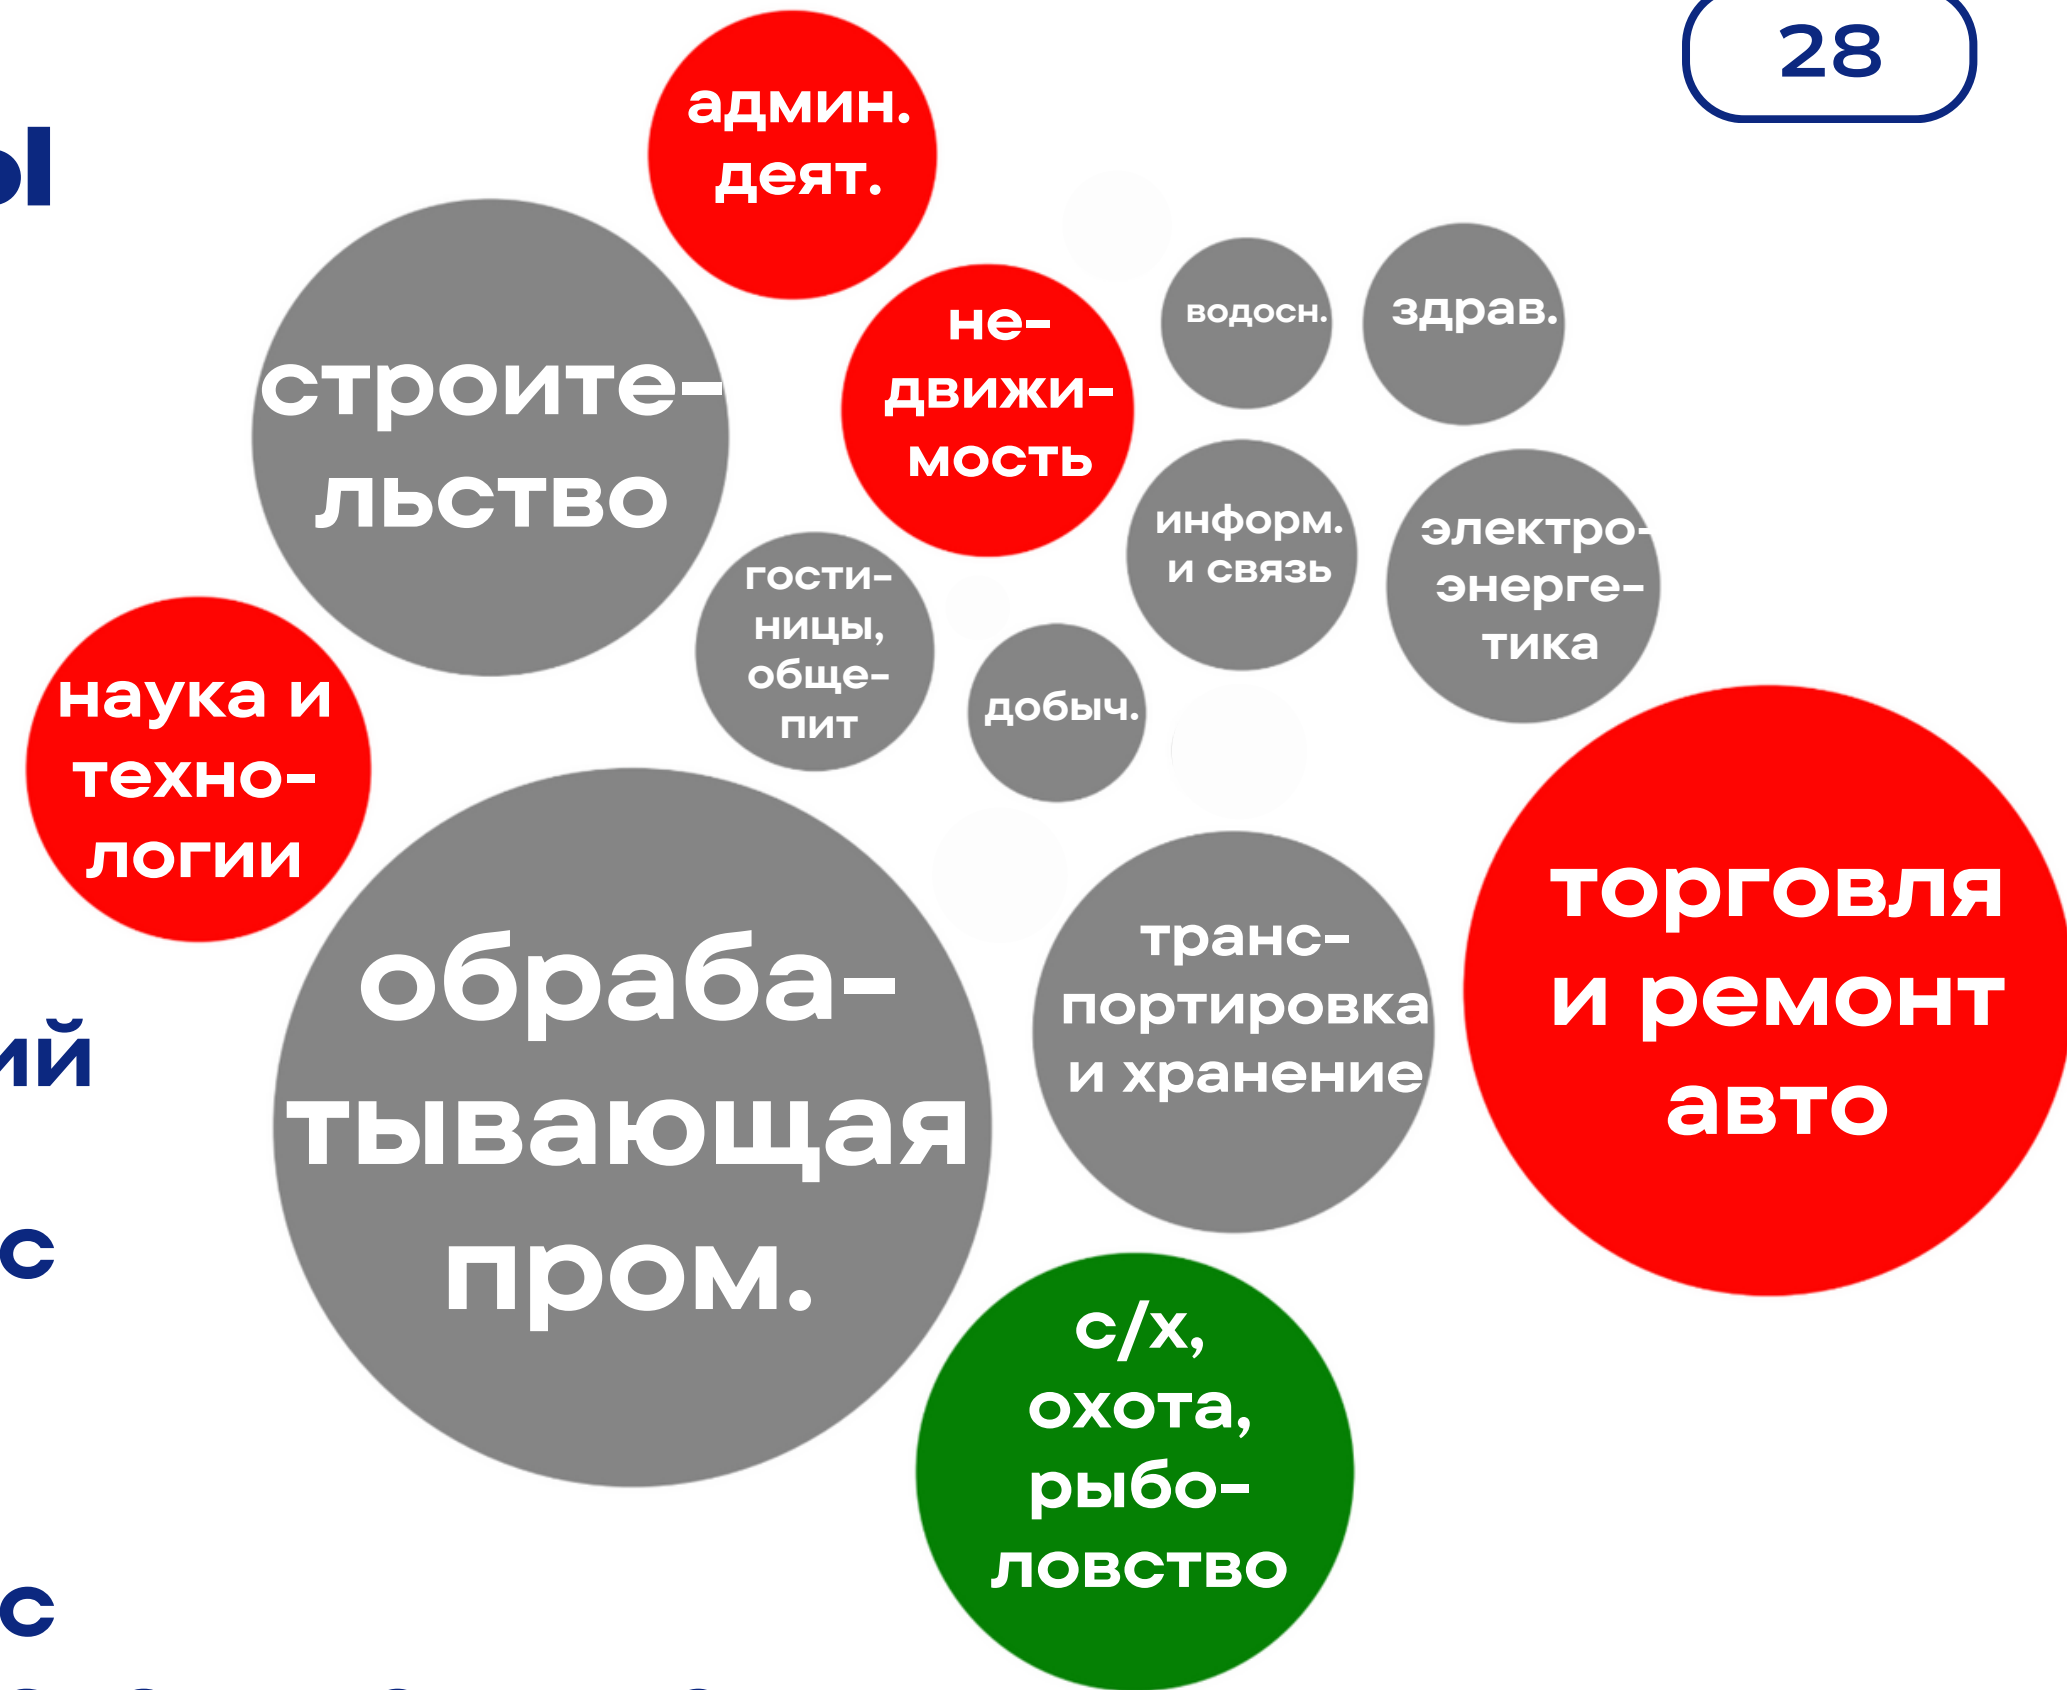 28
ы
админ.
деят.
не-
движи-
мость
водосн.
здрав.
строите-
льство
информ.
и связь
электро-
энерге-
тика
гости-
ницы,
обще-
пит
добыч.
наука и
техно-
логии
торговля
и ремонт
авто
транс-
портировка
и хранение
обраба-
тывающая
пром.
ий
с
с/х,
охота,
рыбо-
ловство
с